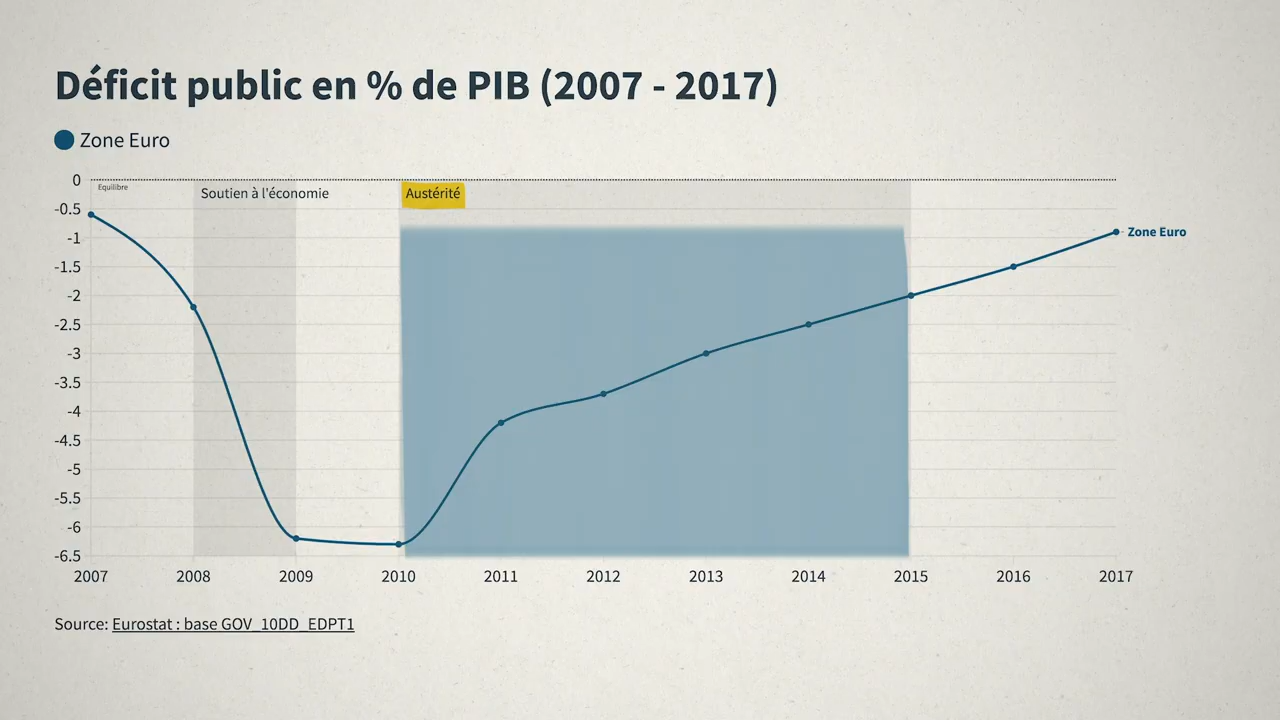 Déficit public en % de PIB (2007 - 2017)
Zone Euro
0
Equilibre
Soutien à l'économie
Austérité
-0.5
-1
Zone Euro
-1.5
-2
-2.5
-3
-3.5
-4
-4.5
-5
-5.5
-6
-6.5
2007 2008 2009 2010 2011 2012 2013 2014 2015 2016 2017
Source: Eurostat : base GOV_10DD_EDPT1